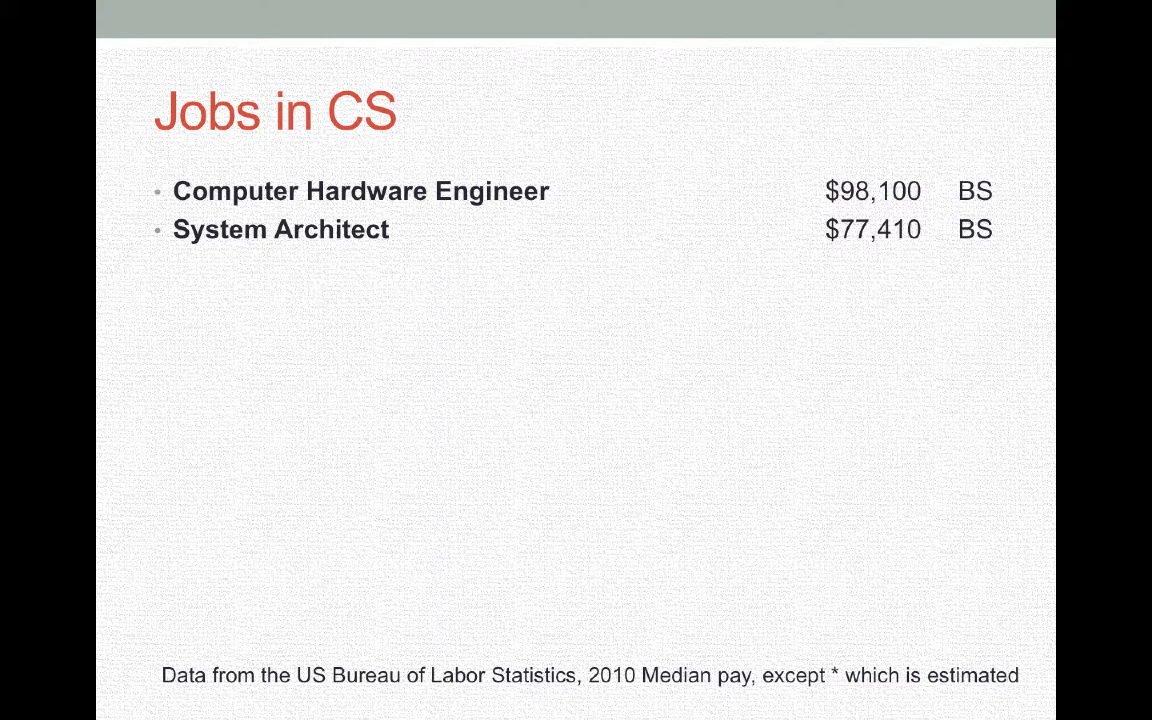 Jobs in CS
• Computer Hardware Engineer $98,100 BS
• System Architect $77,410 BS
Data from the US Bureau of Labor Statistics, 2010 Median pay, except * which is estimated